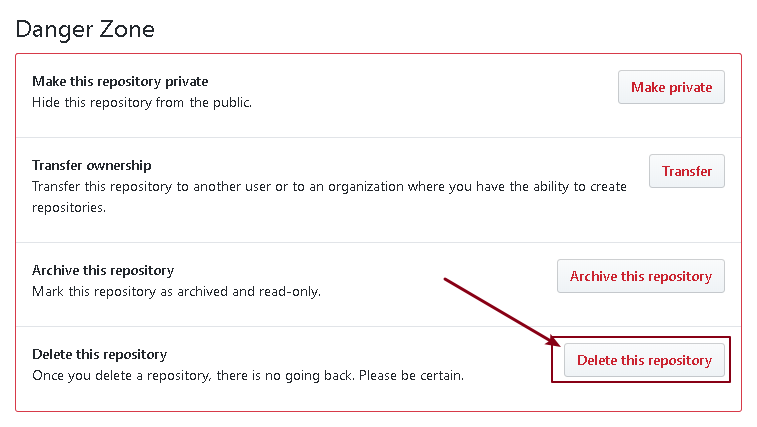 Danger Zone
Make this repository private
Hide this repository from the public.
Make private
Transfer ownership
Transfer this repository to another user or to an organization where you have the ability to create
repositories.
Transfer
Archive this repository
Mark this repository as archived and read-only.
Archive this repository
Delete this repository
Once you delete a repository, there is no going back. Please be certain.
Delete this repository